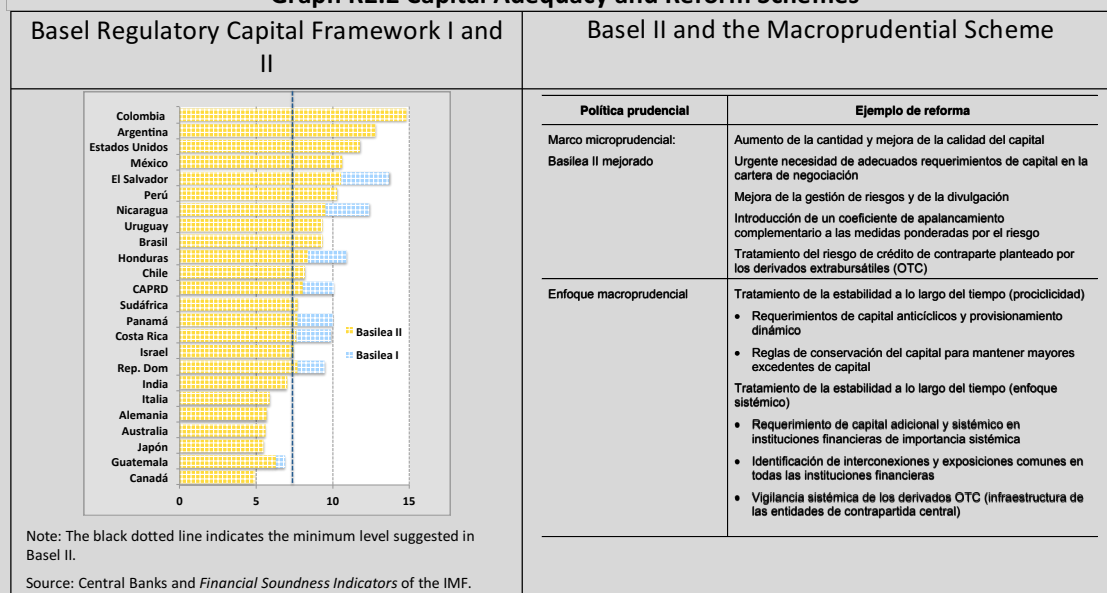 Graph R2.2 Capital Adequacy and Reform Schemes
Basel Regulatory Capital Framework I and
II
Basel II and the Macroprudential Scheme
Colombia
Argentina
Estados Unidos
México
El Salvador
Perú
Nicaragua
Uruguay
Brasil
Honduras
Chile
CAPRD
Sudáfrica
Panamá
Costa Rica
Israel
Rep. Dom
India
Italia
Alemania
Australia
Japón
Guatemala
Canadá
Basilea II
Basilea I
0 5 10 15
Note: The black dotted line indicates the minimum level suggested in
Basel II.
Source: Central Banks and Financial Soundness Indicators of the IMF.
Política prudencial
Ejemplo de reforma
Marco microprudencial:
Basilea II mejorado
Aumento de la cantidad y mejora de la calidad del capital
Urgente necesidad de adecuados requerimientos de capital en la
cartera de negociación
Mejora de la gestión de riesgos y de la divulgación
Introducción de un coeficiente de apalancamiento
complementario a las medidas ponderadas por el riesgo
Tratamiento del riesgo de crédito de contraparte planteado por
los derivados extrabursátiles (OTC)
Enfoque macroprudencial
Tratamiento de la estabilidad a lo largo del tiempo (prociclicidad)
• Requerimientos de capital anticíclicos y provisionamiento
dinámico
• Reglas de conservación del capital para mantener mayores
excedentes de capital
Tratamiento de la estabilidad a lo largo del tiempo (enfoque
sistémico)
• Requerimiento de capital adicional y sistémico en
instituciones financieras de importancia sistémica
• Identificación de interconexiones y exposiciones comunes en
todas las instituciones financieras
• Vigilancia sistémica de los derivados OTC (infraestructura de
las entidades de contrapartida central)